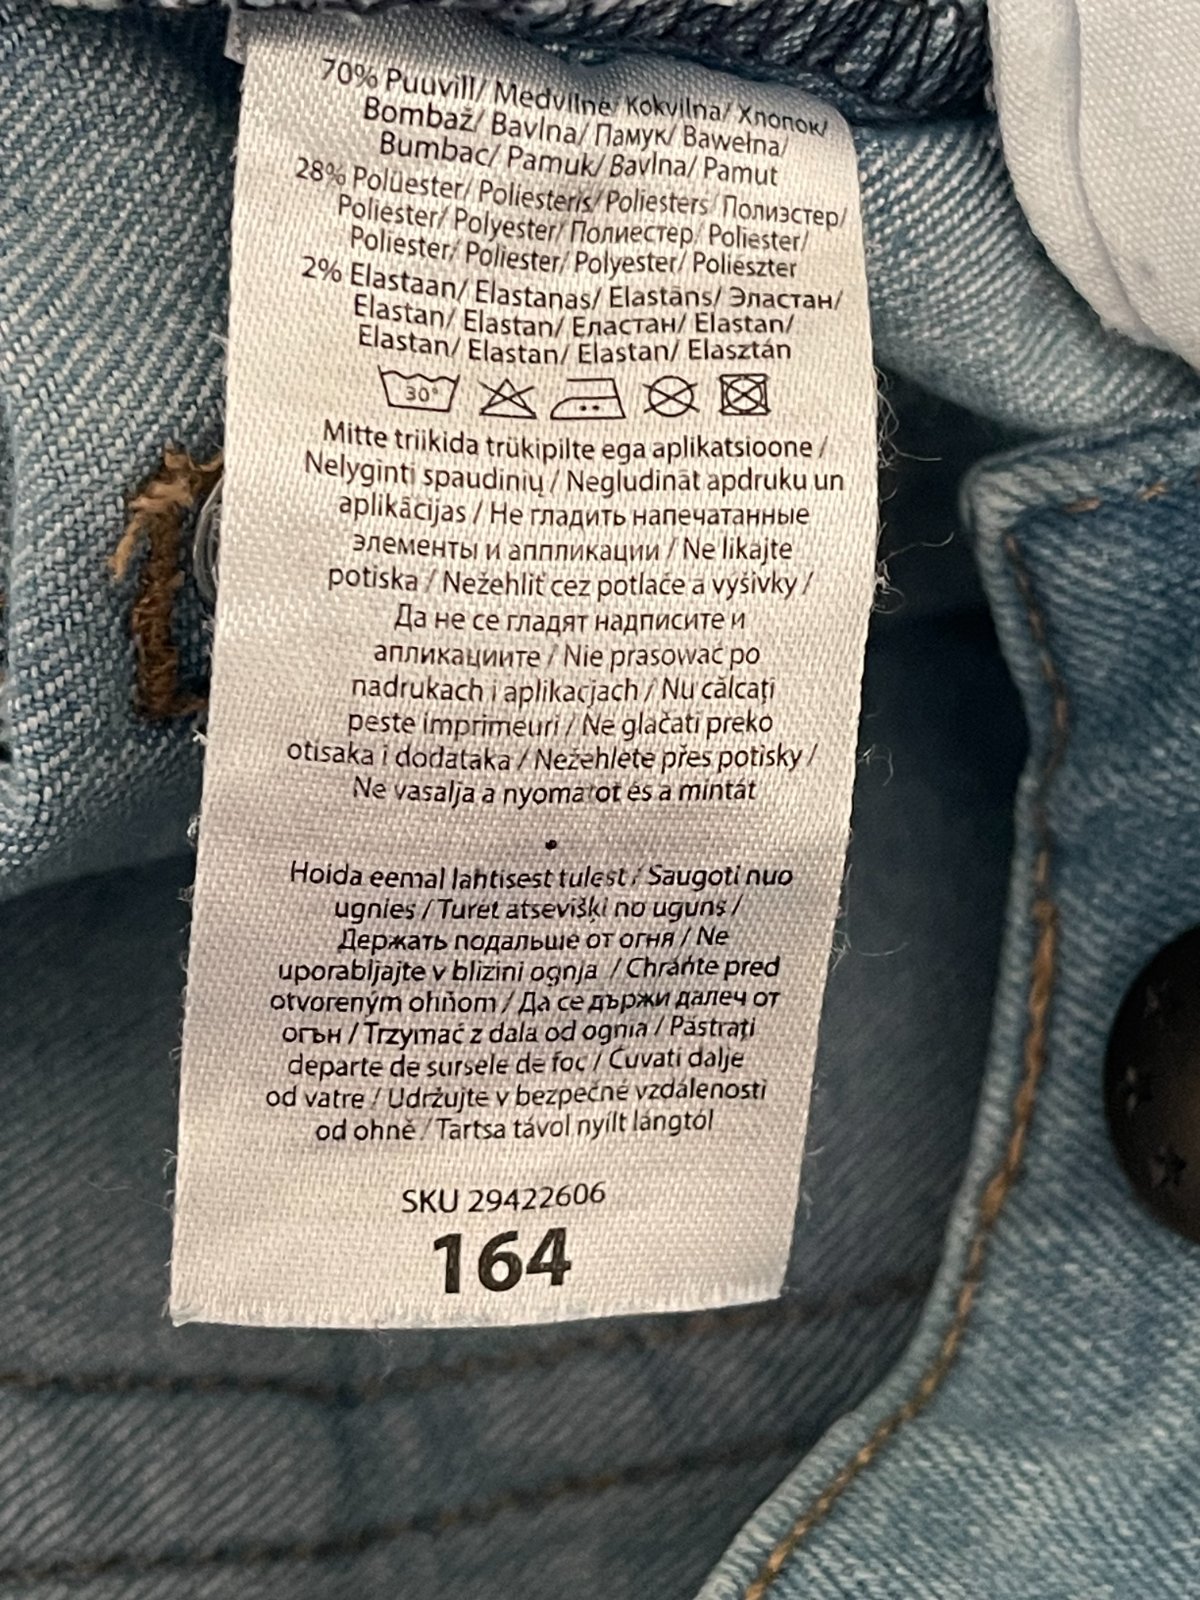 70% Puuvill/ Medvilnė/ Kokvilna/ Хлопок/
Bombaž/ Bavlna/ Памук/ Bawełna/
Bumbac/ Pamuk/ Bavlna/ Pamut
28% Polüester/ Poliesteris/ Poliesters/ Полиэстер/
Poliester/ Polyester/ Полиестер/ Poliester/
Poliester/ Poliester/ Polyester/ Poliészter
2% Elastaan/ Elastanas/ Elastāns/ Эластан/
Elastan/ Elastan/ Еластан/ Elastan/
Elastan/ Elastan/ Elastan/ Elasztán
30°
Mitte triikida trükipilte ega aplikatsioone /
Nelyginti spaudinių / Negludināt apdruku un
aplikācijas / Не гладить напечатанные
элементы и аппликации / Ne likajte
potiska / Nežehliť cez potlače a vyšivky /
Да не се гладят надписите и
апликациите / Nie prasować po
nadrukach i aplikacjach / Nu călcați
peste imprimeuri / Ne glačati preko
otisaka i dodataka / Nežehlete přes potisky /
Ne vasalja a nyomatot és a mintát
•
Hoida eemal lahtisest tulest / Saugoti nuo
ugnies / Turet atsevišķi no uguns /
Держать подальше от огня / Ne
uporabljajte v blizini ognja / Chráňte pred
otvoreným ohňom / Да се държи далеч от
огън / Trzymać z dala od ognia / Păstrați
departe de sursele de foc / Čuvati dalje
od vatre / Udržujte v bezpečné vzdálenosti
od ohně / Tartsa távol nyílt lángtól
SKU 29422606
164